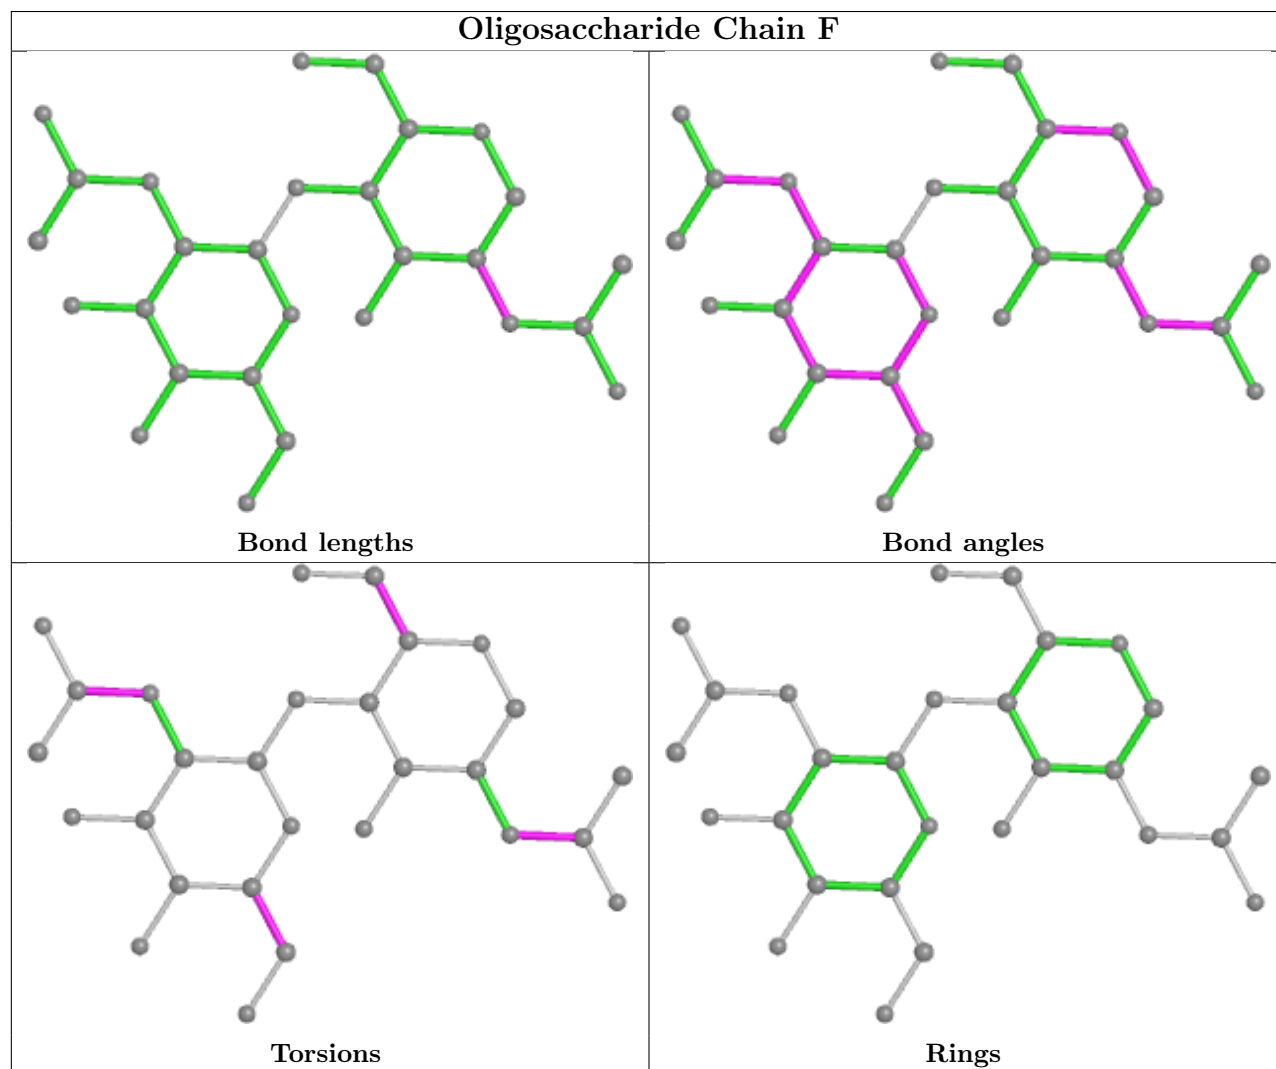 Oligosaccharide Chain F
Bond lengths
Bond angles
Torsions
Rings